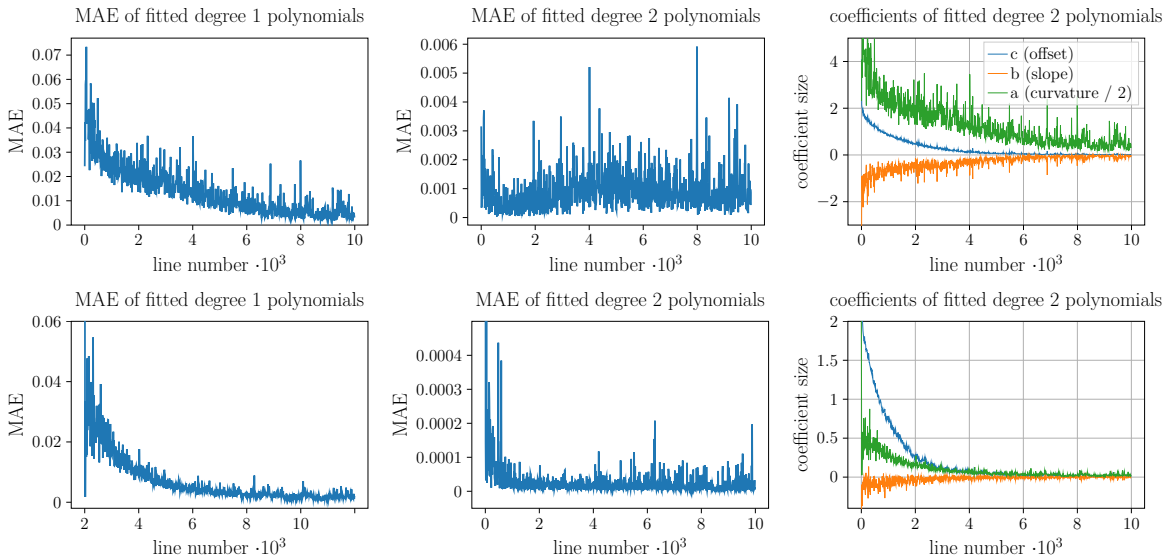 MAE of fitted degree 1 polynomials
MAE
0.07
0.06
0.05
0.04
0.03
0.02
0.01
0
0 2 4 6 8 10
line number ·10³
MAE of fitted degree 2 polynomials
MAE
0.006
0.005
0.004
0.003
0.002
0.001
0
0 2 4 6 8 10
line number ·10³
coefficients of fitted degree 2 polynomials
coefficient size
4
2
0
−2
c (offset)
b (slope)
a (curvature / 2)
0 2 4 6 8 10
line number ·10³
MAE of fitted degree 1 polynomials
MAE
0.06
0.04
0.02
0
2 4 6 8 10
line number ·10³
MAE of fitted degree 2 polynomials
MAE
0.0004
0.0003
0.0002
0.0001
0
0 2 4 6 8 10
line number ·10³
coefficients of fitted degree 2 polynomials
coefficient size
2
1.5
1
0.5
0
0 2 4 6 8 10
line number ·10³